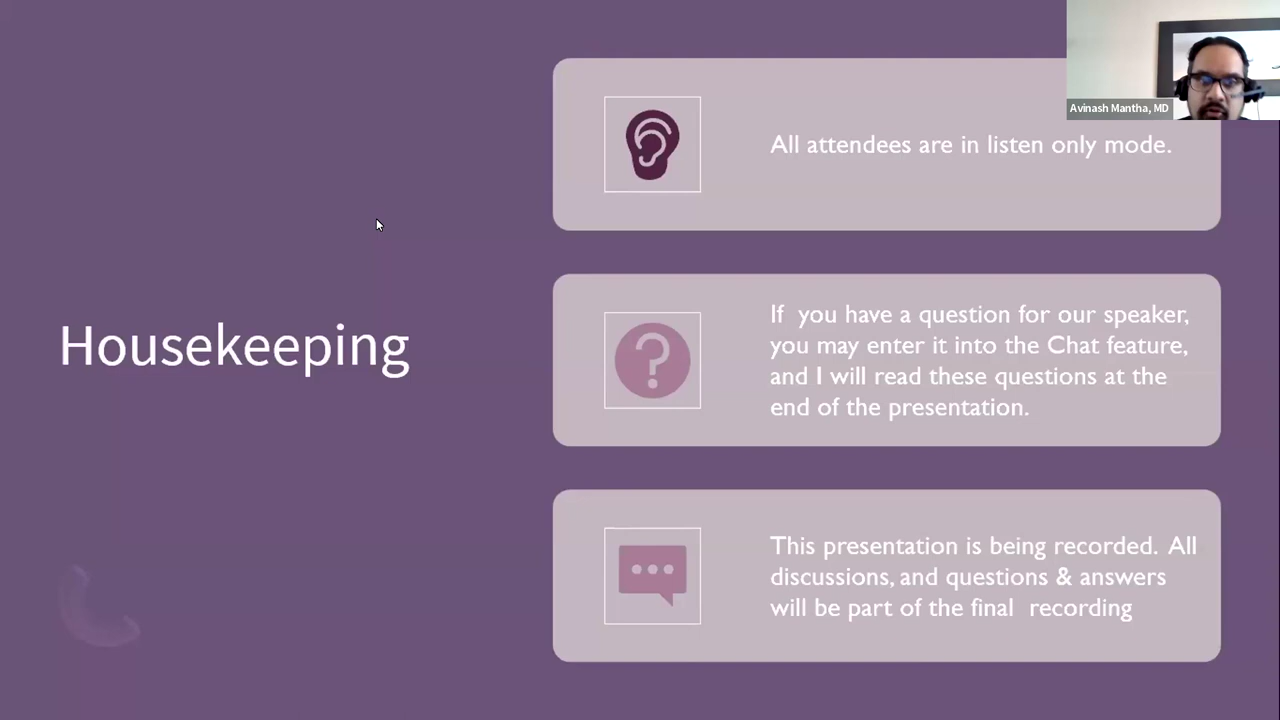 Avinash Mantha, MD
All attendees are in listen only mode.
Housekeeping
If  you have a question for our speaker,
you may enter it into the Chat feature,
and I will read these questions at the
end of the presentation.
This presentation is being recorded.  All
discussions, and questions & answers
will be part of the final  recording